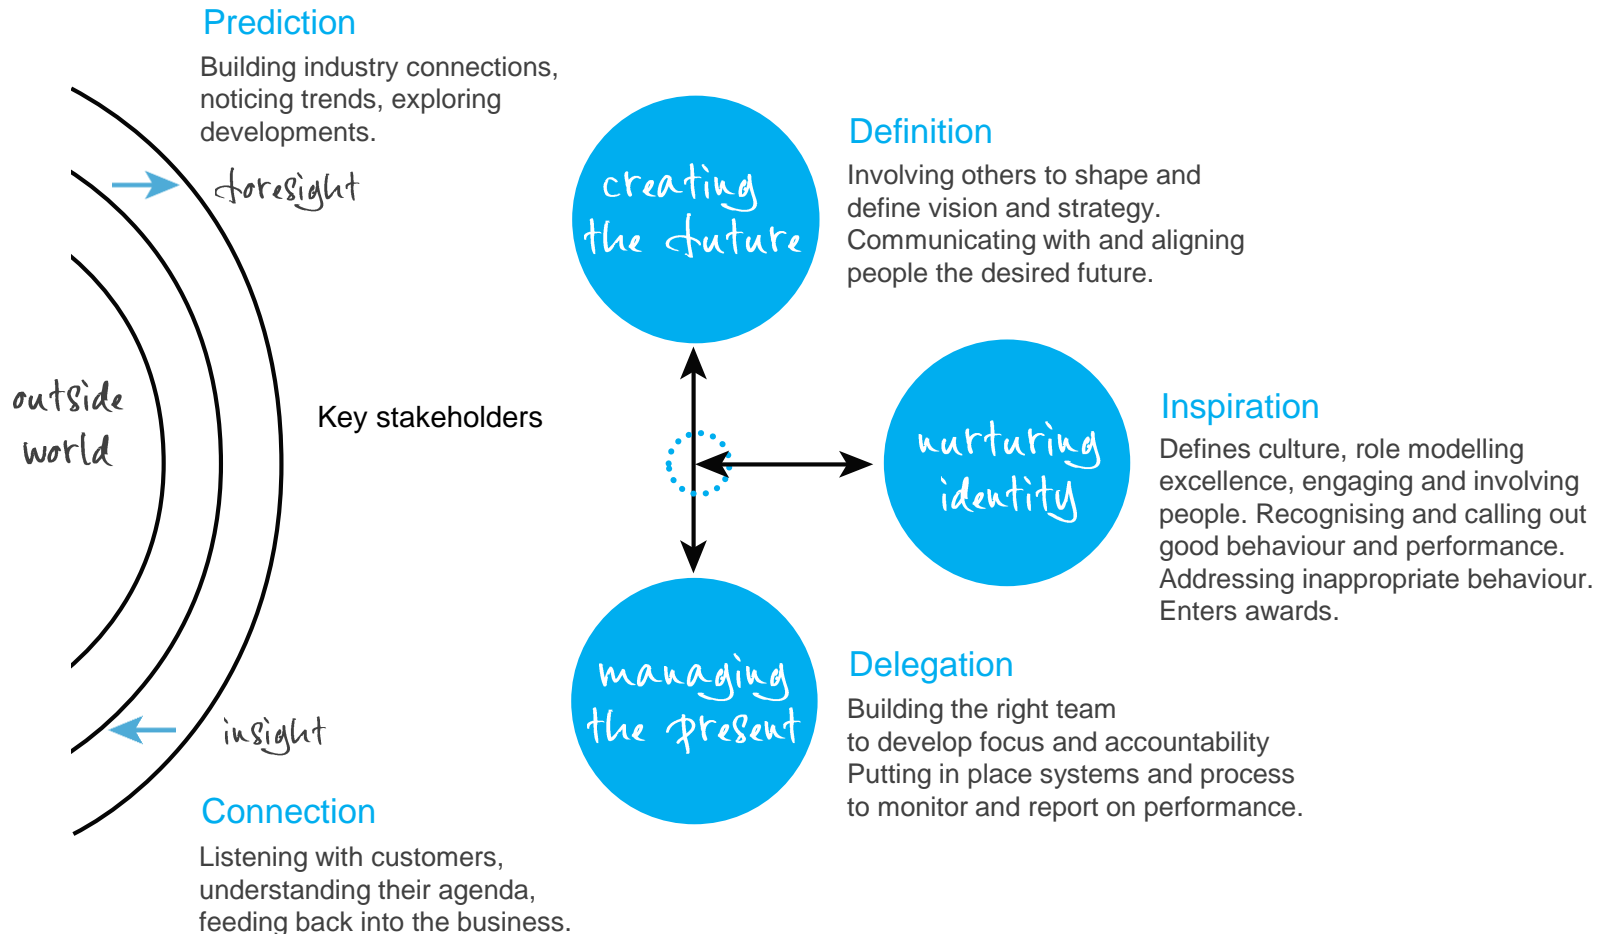 Prediction
Building industry connections,
noticing trends, exploring
developments.
foresight
outside
world
Key stakeholders
insight
Connection
Listening with customers,
understanding their agenda,
feeding back into the business.
creating
the future
Definition
Involving others to shape and
define vision and strategy.
Communicating with and aligning
people the desired future.
nurturing
identity
Inspiration
Defines culture, role modelling
excellence, engaging and involving
people. Recognising and calling out
good behaviour and performance.
Addressing inappropriate behaviour.
Enters awards.
managing
the present
Delegation
Building the right team
to develop focus and accountability
Putting in place systems and process
to monitor and report on performance.